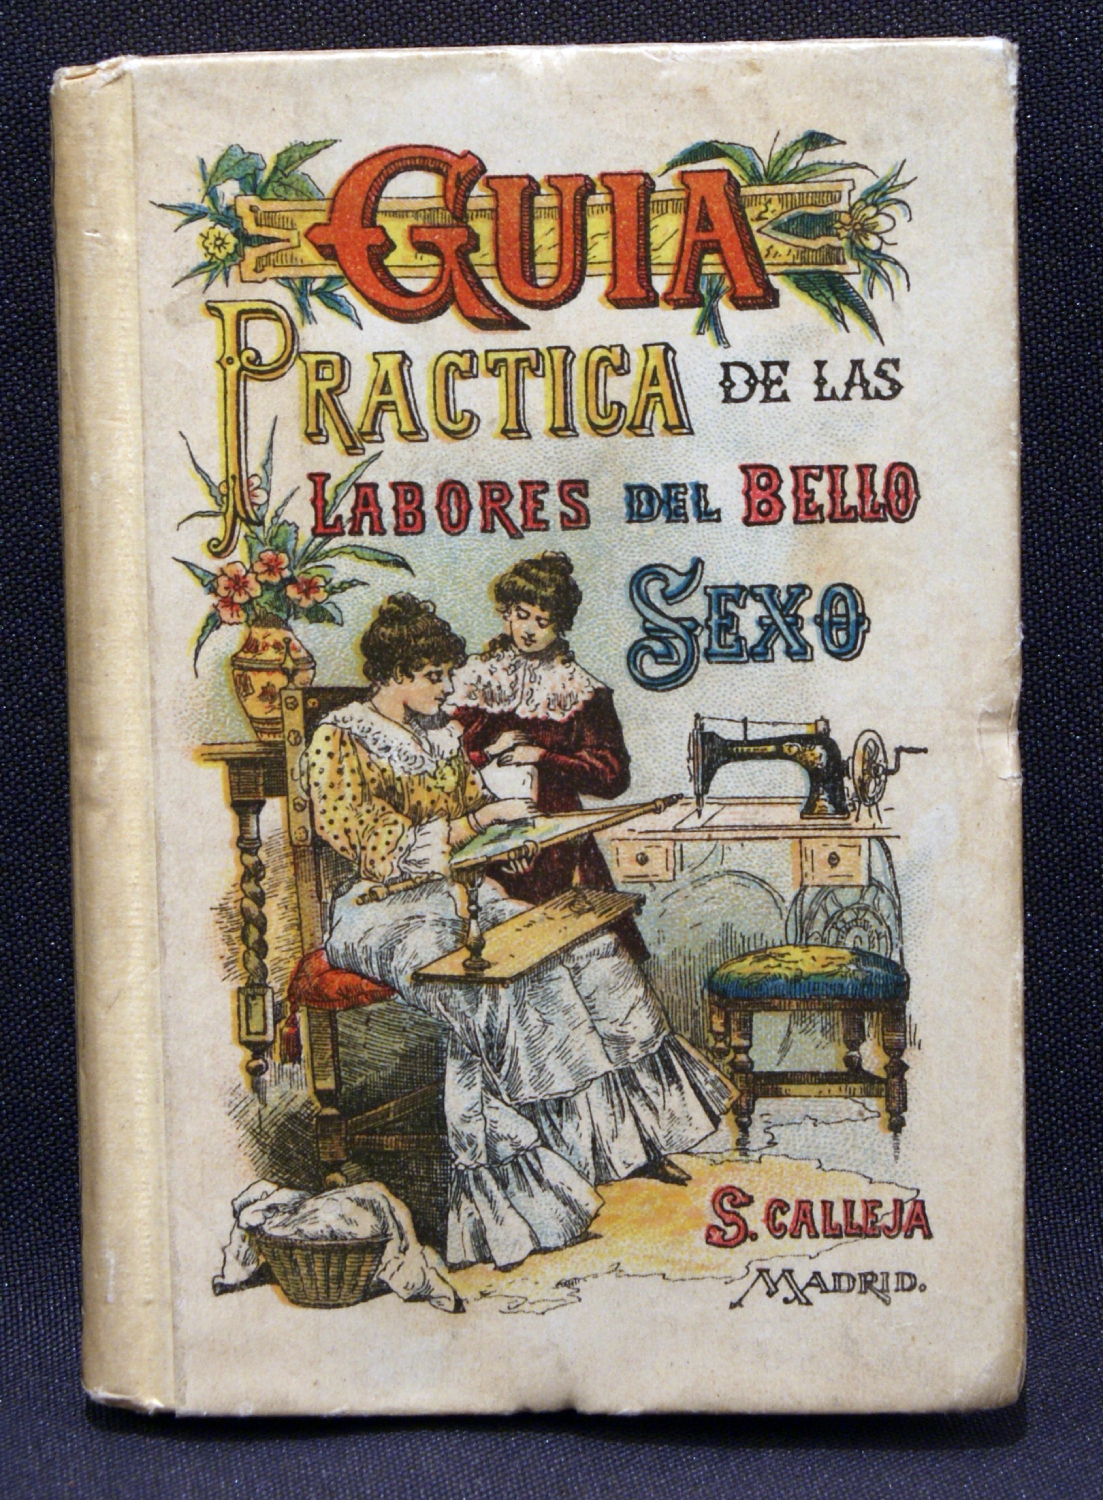 GUIA
PRACTICA DE LAS
LABORES DEL BELLO
SEXO
S. CALLEJA
MADRID.